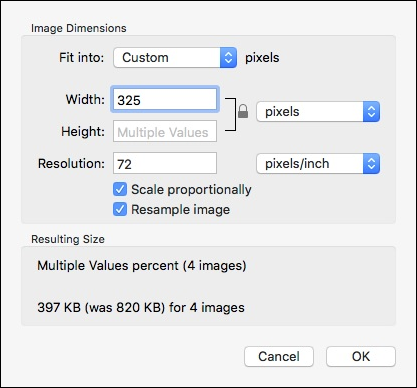 Image Dimensions
Fit into: Custom pixels
Width: 325
pixels
Height: Multiple Values
Resolution: 72 pixels/inch
Scale proportionally
Resample image
Resulting Size
Multiple Values percent (4 images)
397 KB (was 820 KB) for 4 images
Cancel OK